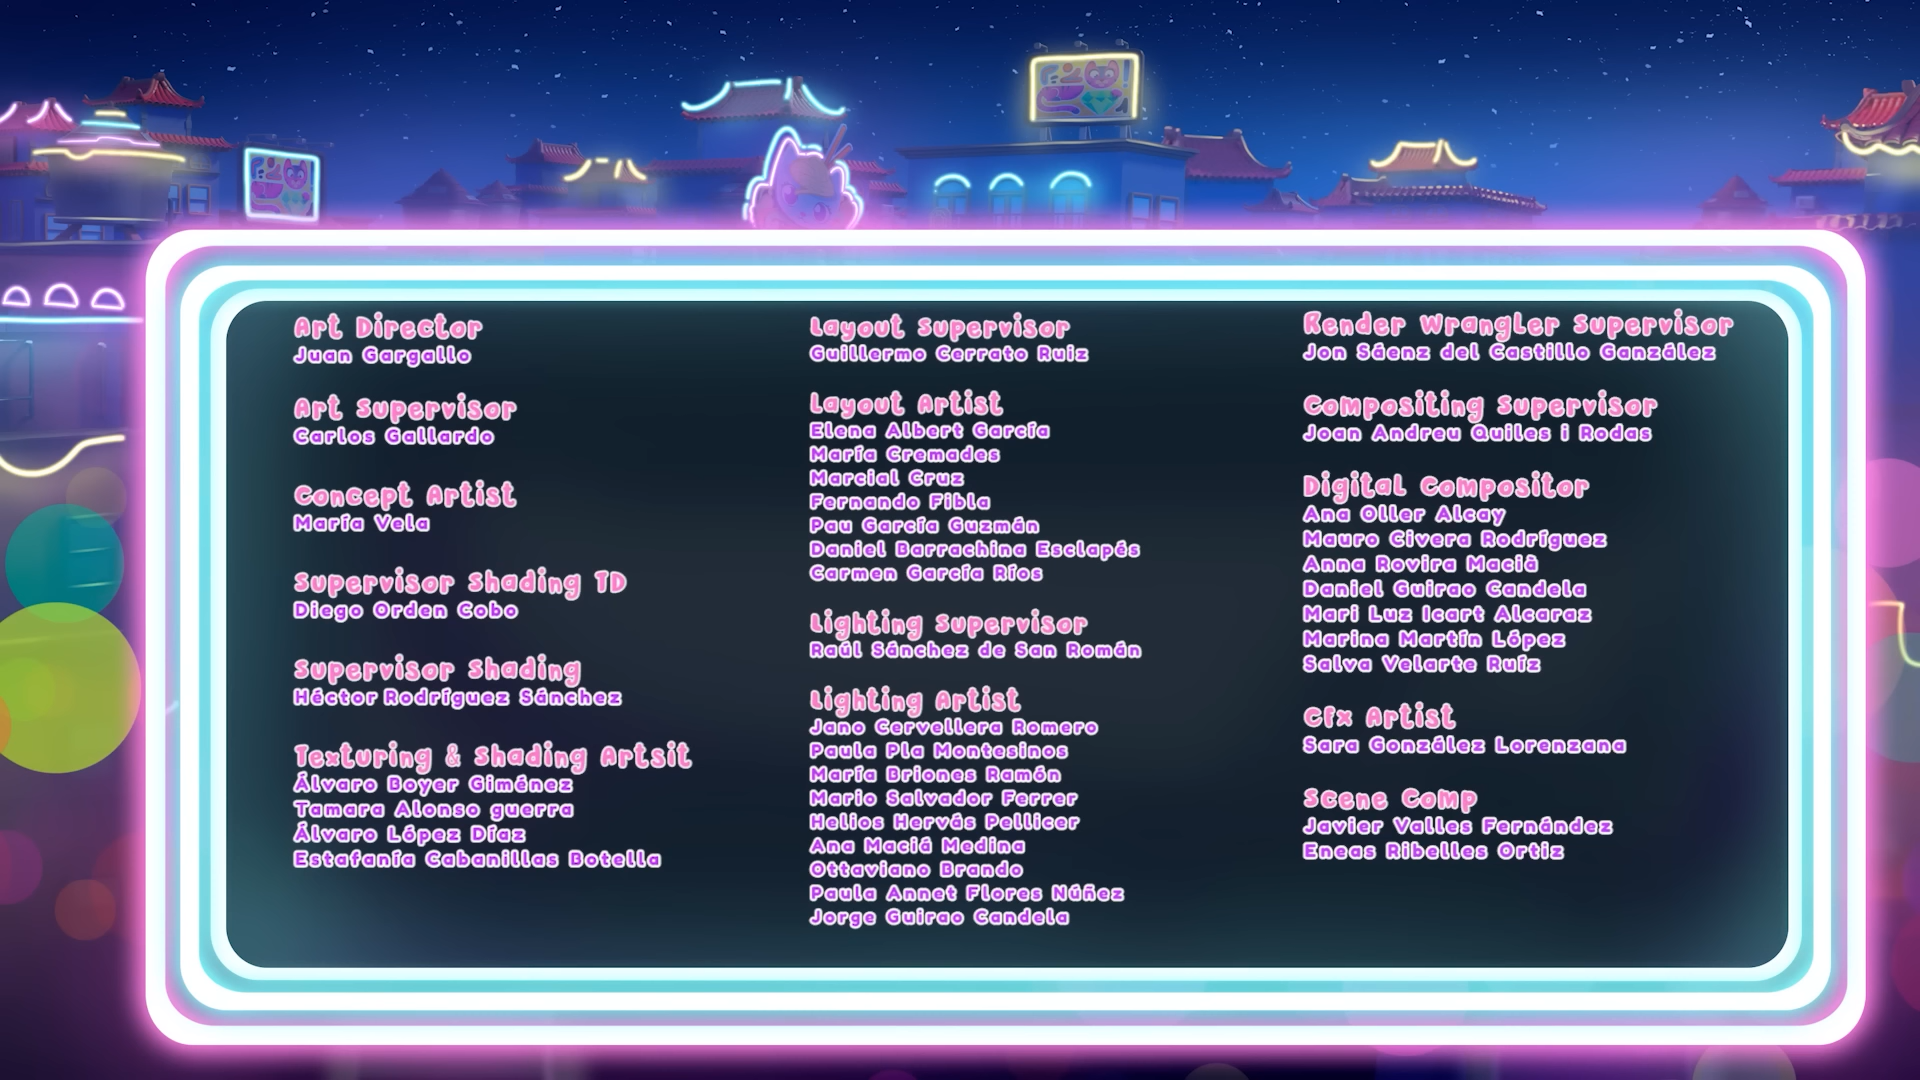 Art Director
Juan Gargallo
Art Supervisor
Carlos Gallardo
Concept Artist
María Vela
Supervisor Shading TD
Diego Orden Cobo
Supervisor Shading
Héctor Rodríguez Sánchez
Texturing & Shading Artsit
Álvaro Boyer Giménez
Tamara Alonso guerra
Álvaro López Díaz
Estafanía Cabanillas Botella
Layout Supervisor
Guillermo Cerrato Ruiz
Layout Artist
Elena Albert García
María Cremades
Marcial Cruz
Fernando Fibla
Pau García Guzmán
Daniel Barrachina Esclapés
Carmen García Ríos
Lighting Supervisor
Raúl Sánchez de San Román
Lighting Artist
Jano Cervellera Romero
Paula Pla Montesinos
María Briones Ramón
Mario Salvador Ferrer
Helios Hervás Pellicer
Ana Maciá Medina
Ottaviano Brando
Paula Annet Flores Núñez
Jorge Guirao Candela
Render Wrangler Supervisor
Jon Sáenz del Castillo Ganzález
Compositing Supervisor
Joan Andreu Quiles i Rodas
Digital Compositor
Ana Oller Alcay
Mauro Civera Rodríguez
Anna Rovira Macià
Daniel Guirao Candela
Mari Luz Icart Alcaraz
Marina Martín López
Salva Velarte Ruíz
Cfx Artist
Sara González Lorenzana
Scene Comp
Javier Valles Fernández
Eneas Ribelles Ortiz